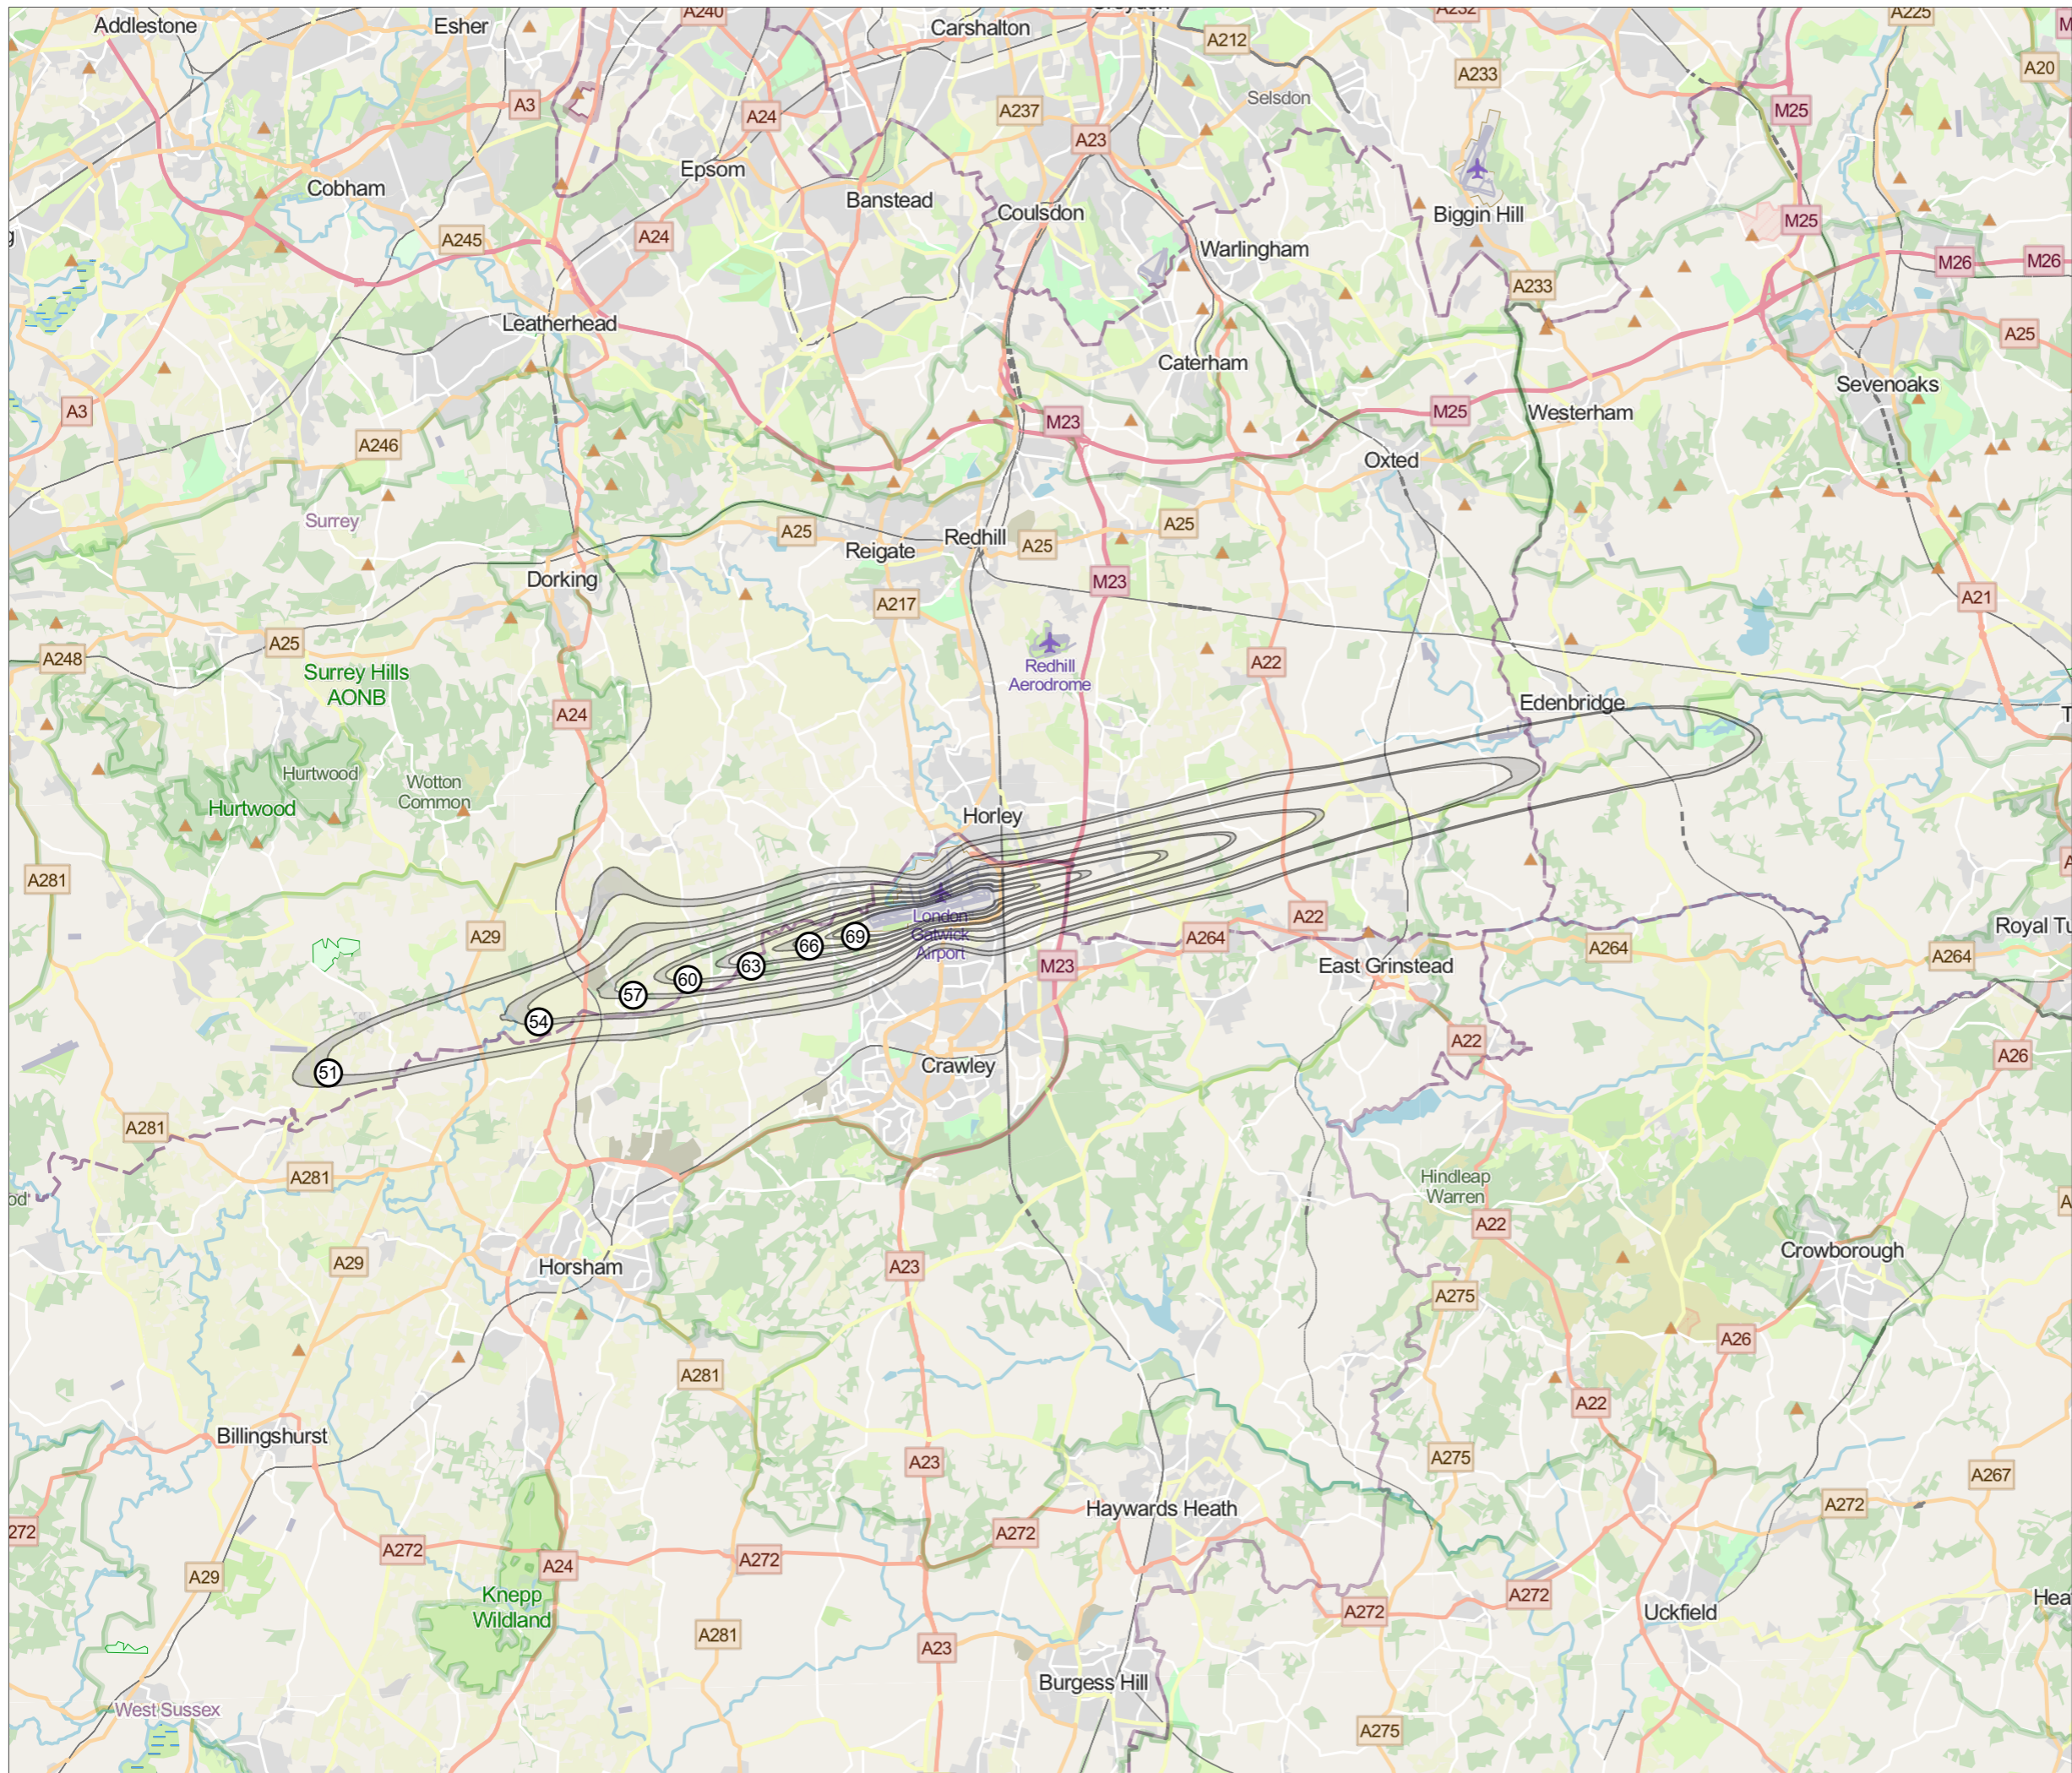 Addlestone
Esher
A240
Carshalton
A232
A225
A212
A233
A20
A3
A24
A237
Selsdon
M25
A23
Epsom
Cobham
Banstead
Coulsdon
Biggin Hill
M25
A245
A24
Warlingham
M26
M26
A233
Leatherhead
A25
Caterham
Sevenoaks
A3
M23
M25
Westerham
A246
Oxted
Surrey
A25
Redhill
A25
A25
Reigate
Dorking
M23
A217
A21
A25
A248
Surrey Hills
AONB
Redhill
Aerodrome
A22
A24
Edenbridge
Hurtwood
Wotton
Common
Hurtwood
Horley
A281
London
Gatwick
Airport
A22
A29
69
66
A264
A264
A264
63
M23
East Grinstead
60
57
54
A22
A26
51
Crawley
A281
A281
Hindleap
Warren
A22
Crowborough
A29
Horsham
A23
A275
A26
A281
A22
Billingshurst
A23
A275
A267
Haywards Heath
A272
272
A272
A272
A272
A24
A29
Knepp
Wildland
A272
A272
Uckfield
A281
A23
Burgess Hill
West Sussex
A275